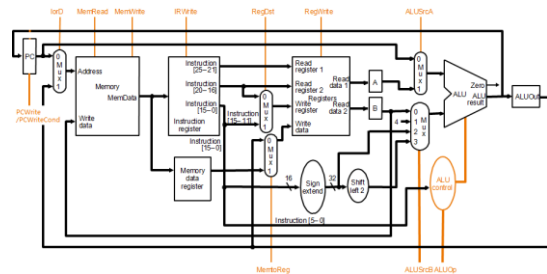 IorD
MemRead
MemWrite
IRWrite
RegDst
RegWrite
ALUSrcA
PC
0
M
u
x
1
Address
Memory
MemData
Write
data
PCWrite
/PCWriteCond
Instruction
[25-21]
Instruction
[20-16]
Instruction
[15-0]
Instruction
register
Instruction
[15-0]
Memory
data
register
[15-11]
0
Mux
1
0
Mux
1
Read
register 1
Read
register 2
Registers
Write
register
Write
data
Read
data 1
Read
data 2
A
B
0
M
u
x
1
4
0
1
Mux
2
3
Zero
ALU
ALU
result
ALUOut
16
Sign
extend
32
Shift
left 2
ALU
control
Instruction [5-0]
MemtoReg
ALUSrcB
ALUOp